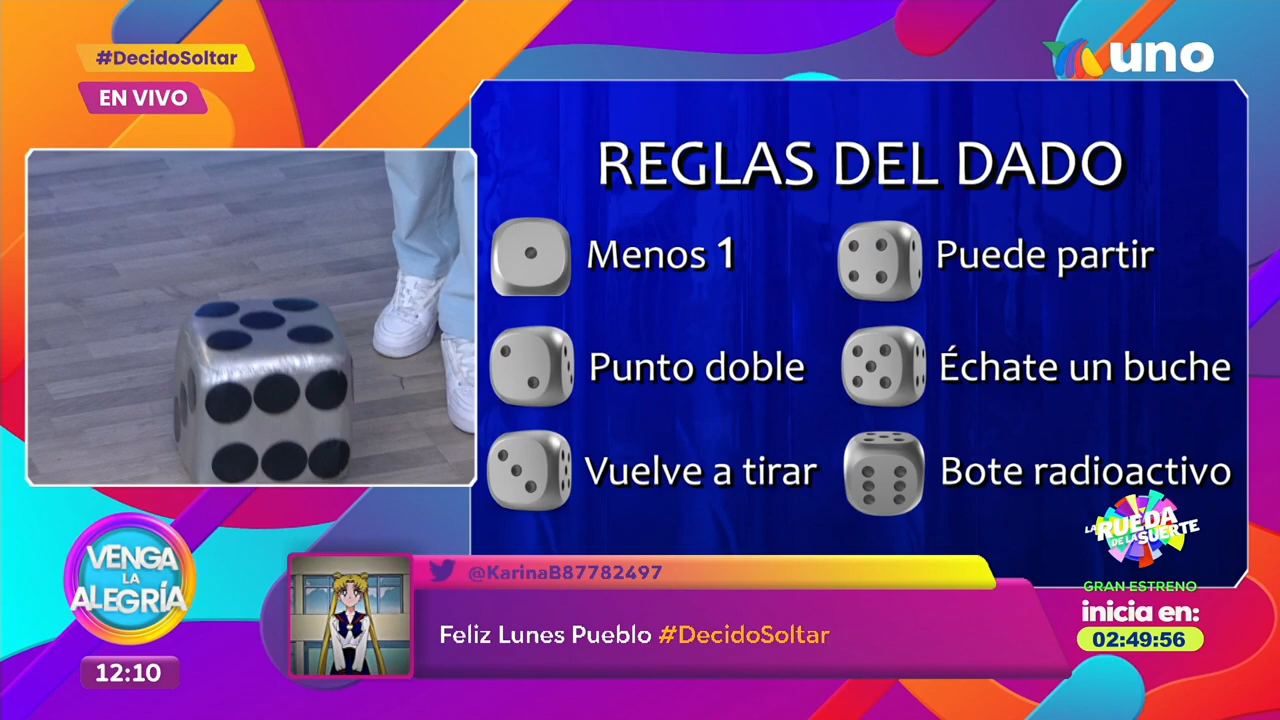 #DecidoSoltar
EN VIVO
uno
REGLAS DEL DADO
Menos 1
Puede partir
Punto doble
Échate un buche
Vuelve a tirar
Bote radioactivo
LA RUEDA
DE LA SUERTE
GRAN ESTRENO
inicia en:
02:49:56
VENGA
LA
ALEGRÍA
12:10
@KarinaB87782497
Feliz Lunes Pueblo #DecidoSoltar